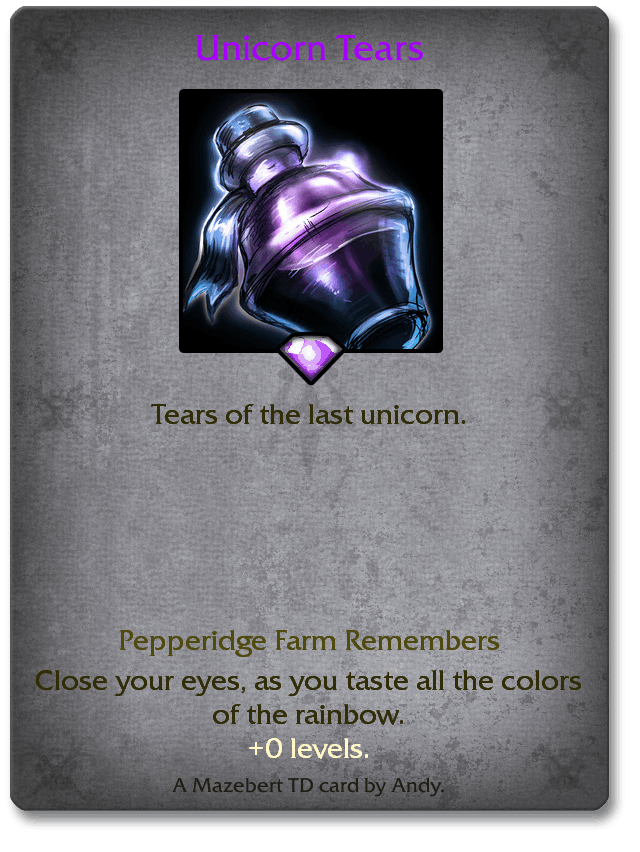 Unicorn Tears
Tears of the last unicorn.
Pepperidge Farm Remembers
Close your eyes, as you taste all the colors
of the rainbow.
+0 levels.
A Mazebert TD card by Andy.